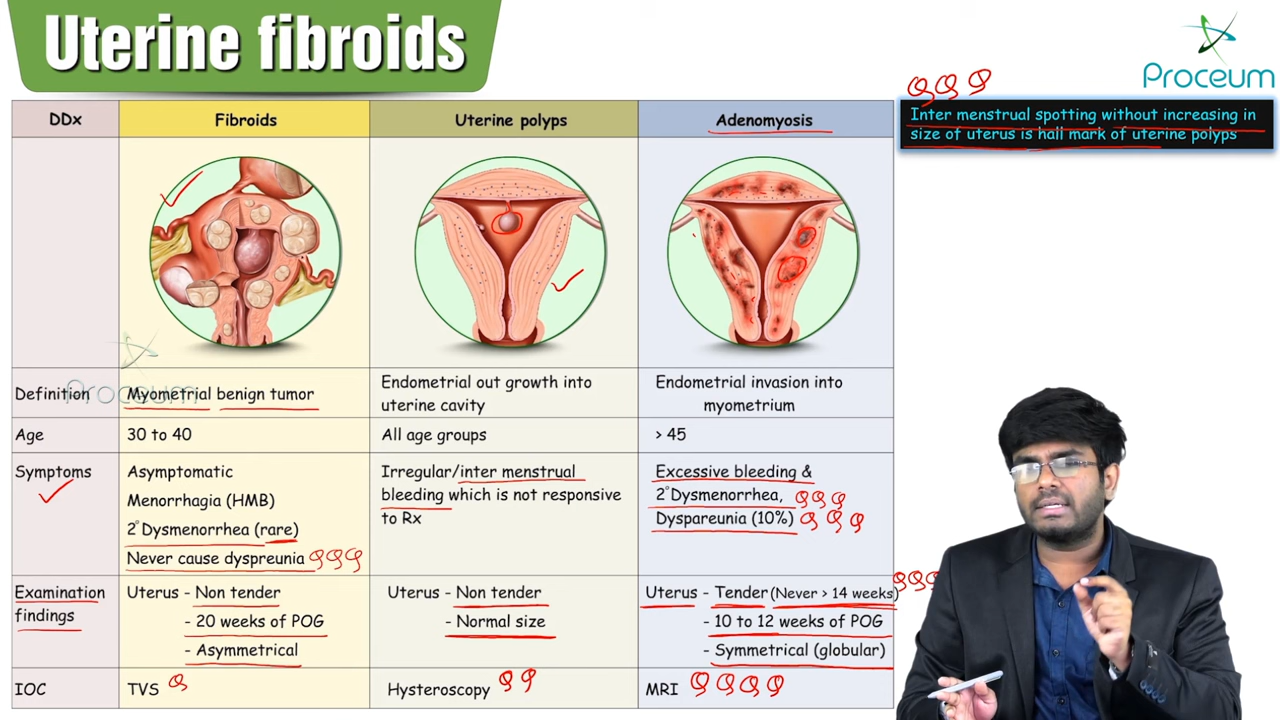 Uterine fibroids
Proceum
Inter menstrual spotting without increasing in
size of uterus is hall mark of uterine polyps
DDx
Fibroids
Uterine polyps
Adenomyosis
Definition
Myometrial benign tumor
Endometrial out growth into
uterine cavity
Endometrial invasion into
myometrium
Proceum
Age
30 to 40
All age groups
> 45
Symptoms
Asymptomatic
Menorrhagia (HMB)
2° Dysmenorrhea (rare)
Never cause dyspreunia
Irregular/inter menstrual
bleeding which is not responsive
to Rx
Excessive bleeding &
2° Dysmenorrhea,
Dyspareunia (10%)
Examination
findings
Uterus - Non tender
- 20 weeks of POG
- Asymmetrical
Uterus - Non tender
- Normal size
Uterus - Tender (Never > 14 weeks)
- 10 to 12 weeks of POG
- Symmetrical (globular)
IOC
TVS
Hysteroscopy
MRI